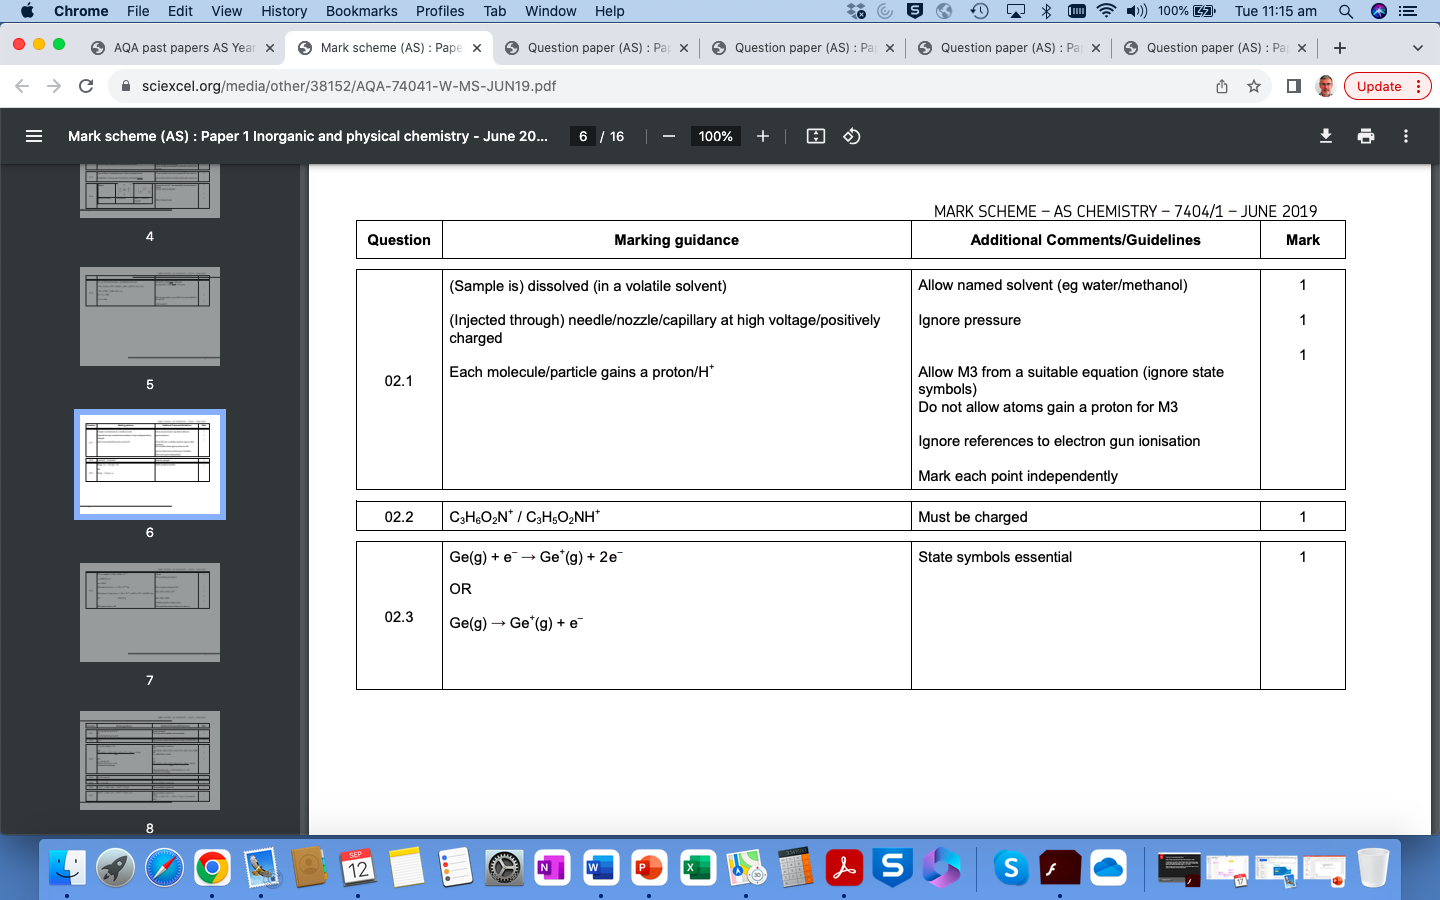 Chrome File Edit View History Bookmarks Profiles Tab Window Help 100% Tue 11:15 am
AQA past papers AS Year Mark scheme (AS) : Pape Question paper (AS) : Pa Question paper (AS) : Pa Question paper (AS) : Pa Question paper (AS) : Pa
sciexcel.org/media/other/38152/AQA-74041-W-MS-JUN19.pdf Update
Mark scheme (AS) : Paper 1 Inorganic and physical chemistry - June 20... 6 / 16 100%
4
5
6
7
8
MARK SCHEME – AS CHEMISTRY – 7404/1 – JUNE 2019
Question Marking guidance Additional Comments/Guidelines Mark
(Sample is) dissolved (in a volatile solvent) Allow named solvent (eg water/methanol) 1
(Injected through) needle/nozzle/capillary at high voltage/positively Ignore pressure 1
charged
1
Each molecule/particle gains a proton/H⁺ Allow M3 from a suitable equation (ignore state
02.1
symbols)
Do not allow atoms gain a proton for M3
Ignore references to electron gun ionisation
Mark each point independently
02.2 C₃H₆O₂N⁺ / C₃H₅O₂NH⁺ Must be charged 1
Ge(g) + e⁻ → Ge⁺(g) + 2e⁻ State symbols essential 1
OR
02.3
Ge(g) → Ge⁺(g) + e⁻
SEP
12
N W P X 3D S S
17